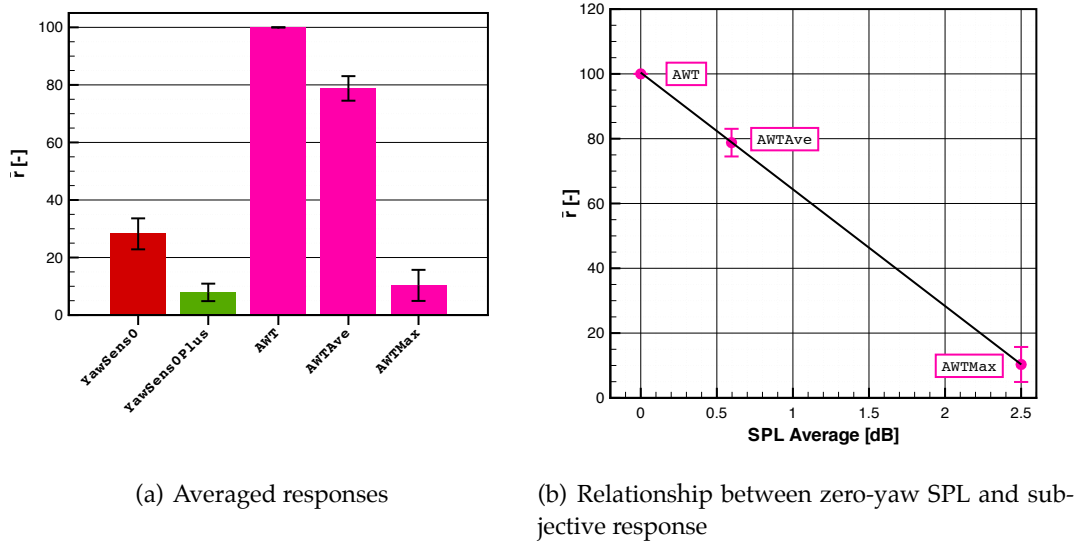 100
80
60
40
20
0
r̄ [-]
YawSens0
YawSens0Plus
AWT
AWTAve
AWTMax
(a) Averaged responses
120
100
80
60
40
20
0
r̄ [-]
AWT
AWTAve
AWTMax
0 0.5 1 1.5 2 2.5
SPL Average [dB]
(b) Relationship between zero-yaw SPL and sub-
jective response